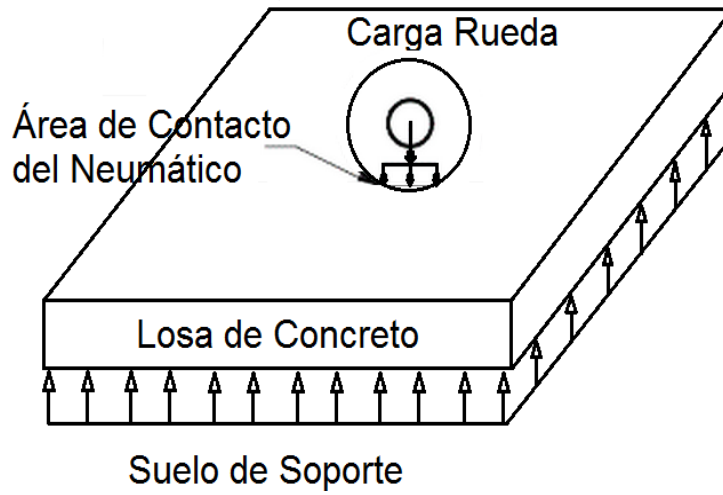 Carga Rueda
Área de Contacto
del Neumático
Losa de Concreto
Suelo de Soporte